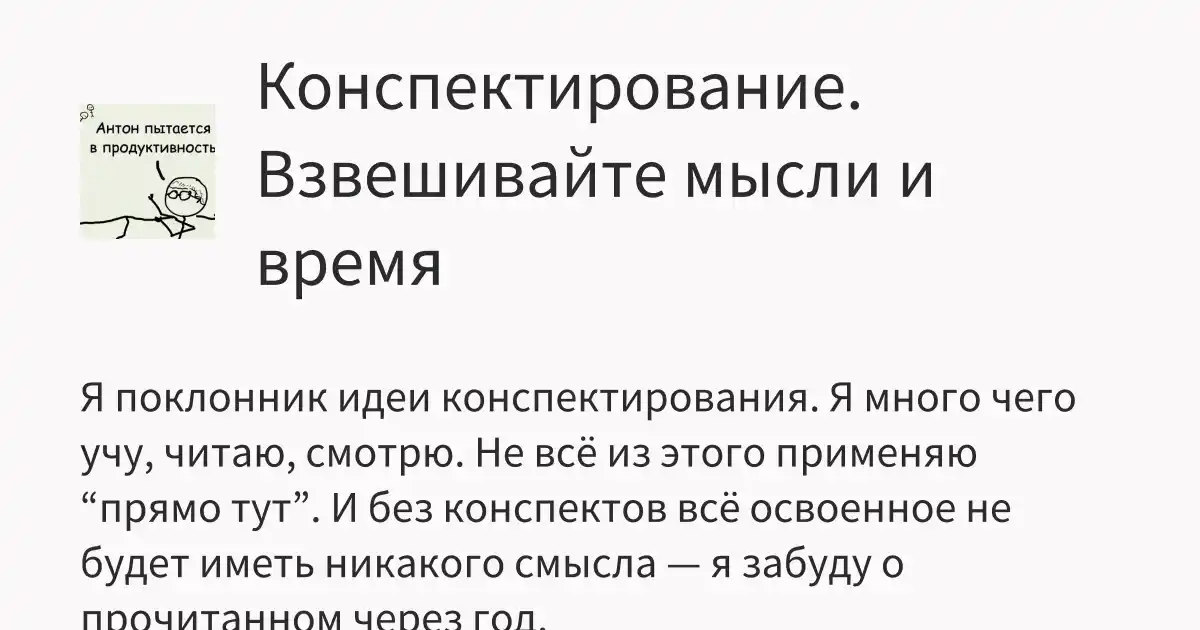 Конспектирование.
Взвешивайте мысли и
время
Антон пытается
в продуктивность
Я поклонник идеи конспектирования. Я много чего
учу, читаю, смотрю. Не всё из этого применяю
“прямо тут”. И без конспектов всё освоенное не
будет иметь никакого смысла — я забуду о
прочитанном через год.